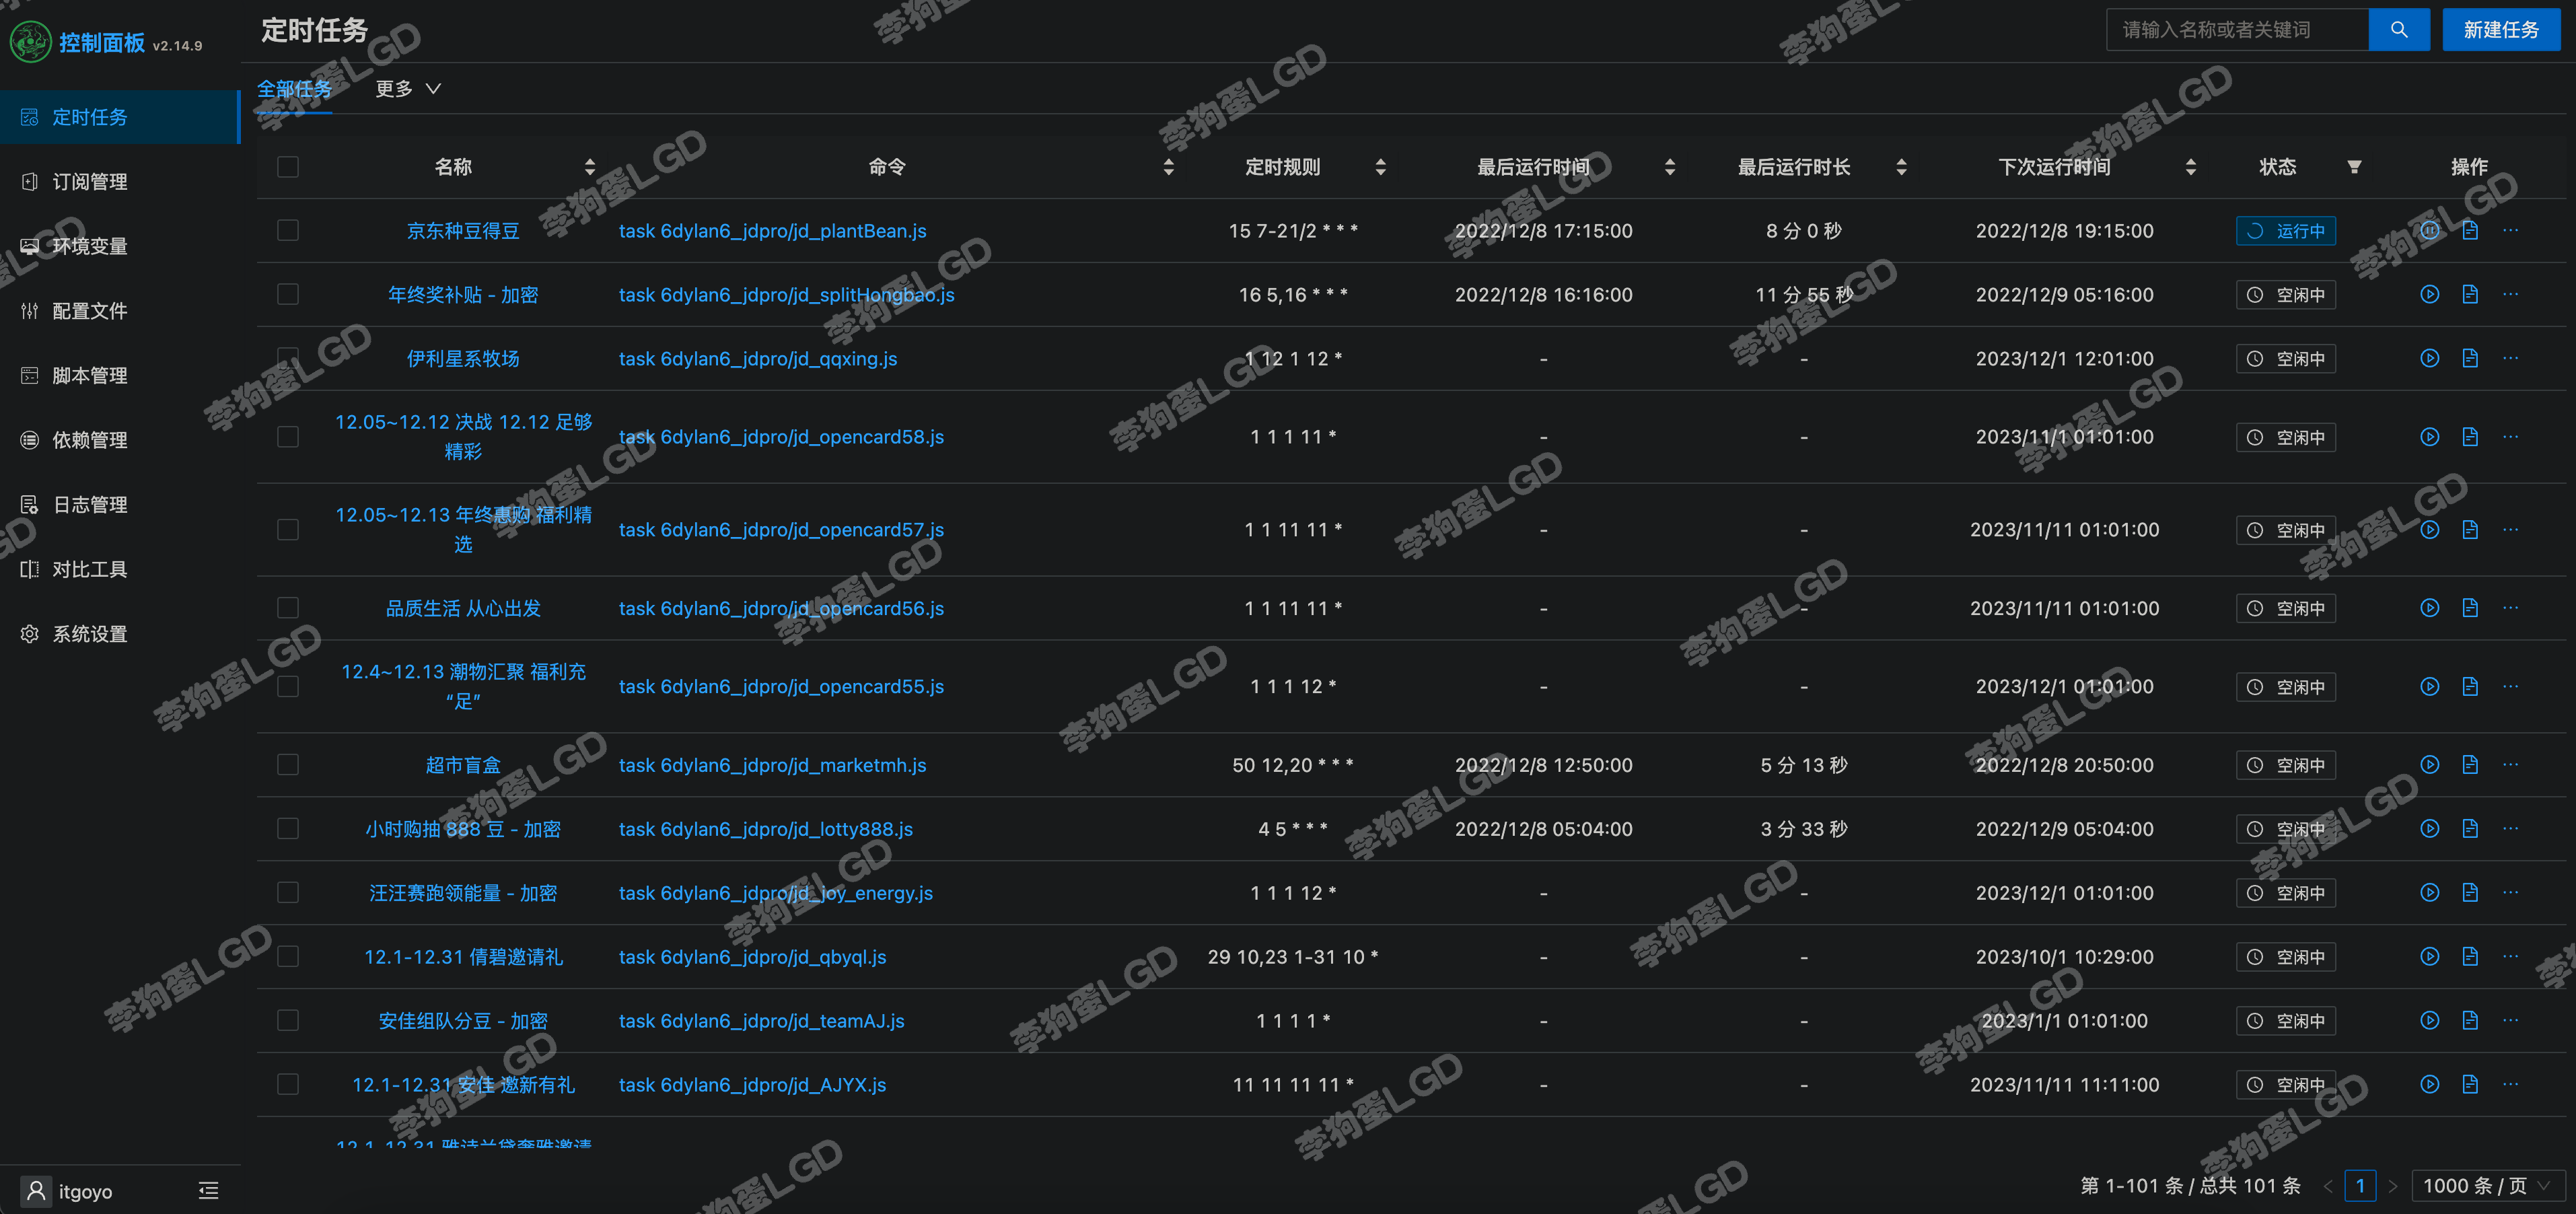 控制面板 v2.14.9
定时任务
请输入名称或者关键词
新建任务
定时任务
订阅管理
环境变量
配置文件
脚本管理
依赖管理
日志管理
对比工具
系统设置
itgoyo
全部任务 更多
名称 命令 定时规则 最后运行时间 最后运行时长 下次运行时间 状态 操作
京东种豆得豆 task 6dylan6_jdpro/jd_plantBean.js 15 7-21/2 * * * 2022/12/8 17:15:00 8 分 0 秒 2022/12/8 19:15:00 运行中 ...
年终奖补贴 - 加密 task 6dylan6_jdpro/jd_splitHongbao.js 16 5,16 * * * 2022/12/8 16:16:00 11 分 55 秒 2022/12/9 05:16:00 空闲中 ...
伊利星系牧场 task 6dylan6_jdpro/jd_qqxing.js 1 12 1 12 * - - 2023/12/1 12:01:00 空闲中 ...
12.05~12.12 决战 12.12 足够
精彩 task 6dylan6_jdpro/jd_opencard58.js 1 1 1 11 * - - 2023/11/1 01:01:00 空闲中 ...
12.05~12.13 年终惠购 福利精
选 task 6dylan6_jdpro/jd_opencard57.js 1 1 11 11 * - - 2023/11/11 01:01:00 空闲中 ...
品质生活 从心出发 task 6dylan6_jdpro/jd_opencard56.js 1 1 11 11 * - - 2023/11/11 01:01:00 空闲中 ...
12.4~12.13 潮物汇聚 福利充
“足” task 6dylan6_jdpro/jd_opencard55.js 1 1 1 12 * - - 2023/12/1 01:01:00 空闲中 ...
超市盲盒 task 6dylan6_jdpro/jd_marketmh.js 50 12,20 * * * 2022/12/8 12:50:00 5 分 13 秒 2022/12/8 20:50:00 空闲中 ...
小时购抽 888 豆 - 加密 task 6dylan6_jdpro/jd_lotty888.js 4 5 * * * 2022/12/8 05:04:00 3 分 33 秒 2022/12/9 05:04:00 空闲中 ...
汪汪赛跑领能量 - 加密 task 6dylan6_jdpro/jd_joy_energy.js 1 1 1 12 * - - 2023/12/1 01:01:00 空闲中 ...
12.1-12.31 倩碧邀请礼 task 6dylan6_jdpro/jd_qbyql.js 29 10,23 1-31 10 * - - 2023/10/1 10:29:00 空闲中 ...
安佳组队分豆 - 加密 task 6dylan6_jdpro/jd_teamAJ.js 1 1 1 1 * - - 2023/1/1 01:01:00 空闲中 ...
12.1-12.31 安佳 邀新有礼 task 6dylan6_jdpro/jd_AJYX.js 11 11 11 11 * - - 2023/11/11 11:11:00 空闲中 ...
12.1-12.31 雅诗兰黛奢雅邀请
第 1-101 条 / 总共 101 条 < 1 > 1000 条 / 页
李狗蛋LGD